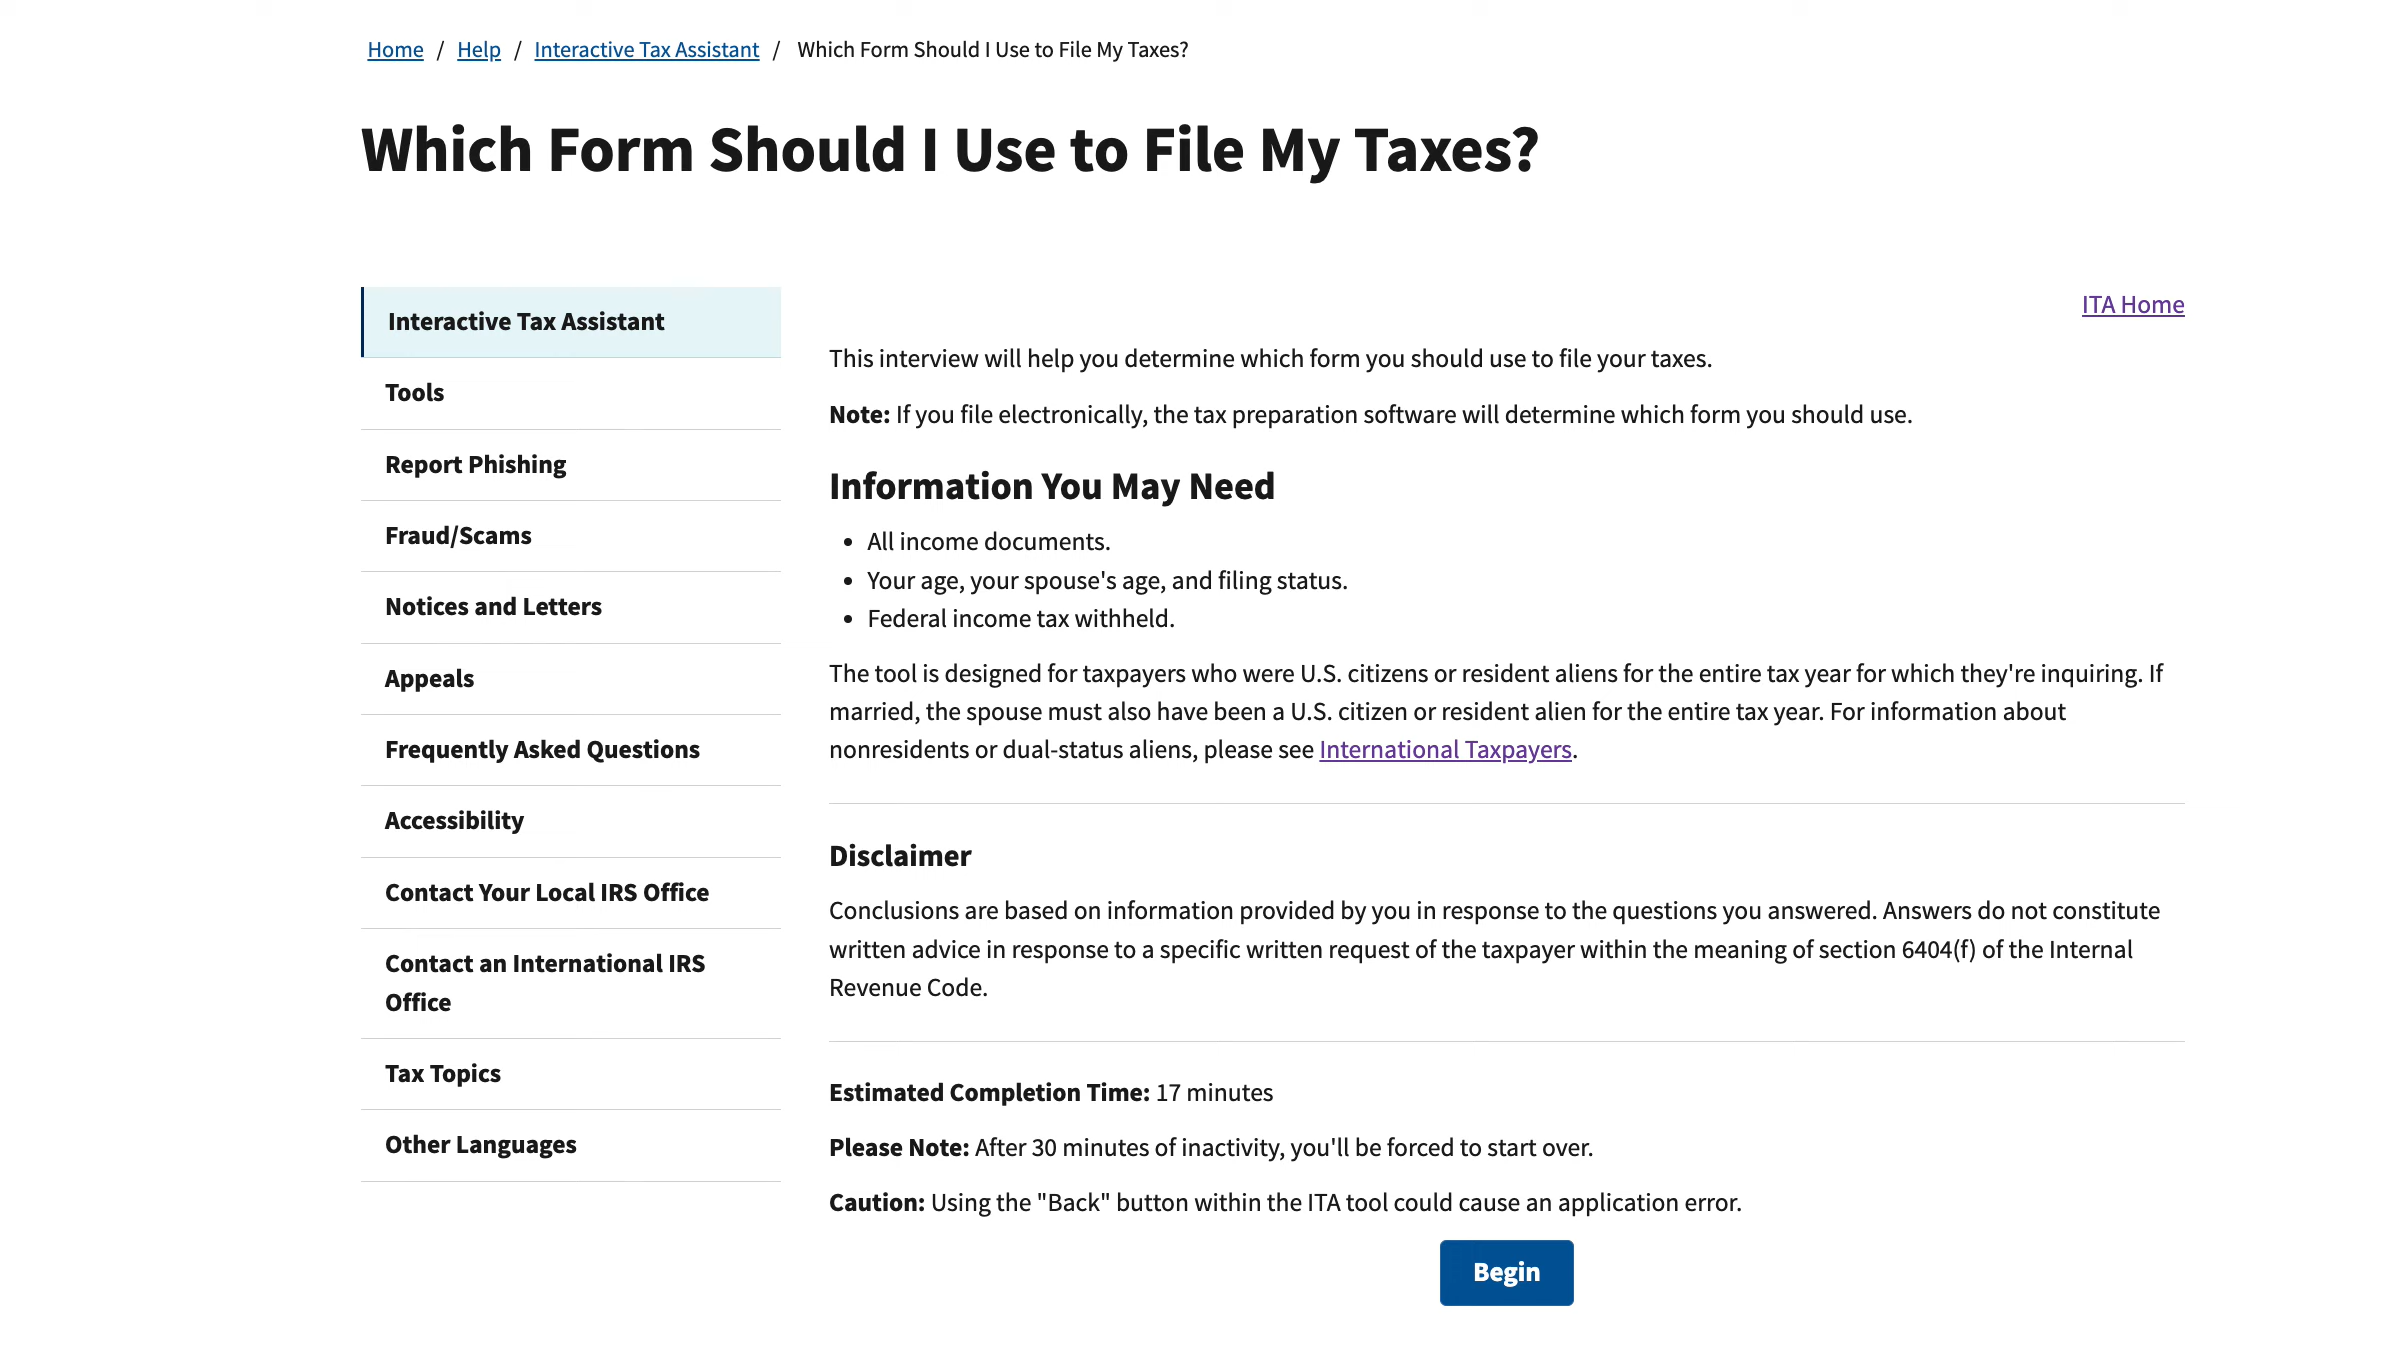 Home / Help / Interactive Tax Assistant / Which Form Should I Use to File My Taxes?
Which Form Should I Use to File My Taxes?
Interactive Tax Assistant
Tools
Report Phishing
Fraud/Scams
Notices and Letters
Appeals
Frequently Asked Questions
Accessibility
Contact Your Local IRS Office
Contact an International IRS
Office
Tax Topics
Other Languages
ITA Home
This interview will help you determine which form you should use to file your taxes.
Note: If you file electronically, the tax preparation software will determine which form you should use.
Information You May Need
• All income documents.
• Your age, your spouse's age, and filing status.
• Federal income tax withheld.
The tool is designed for taxpayers who were U.S. citizens or resident aliens for the entire tax year for which they're inquiring. If
married, the spouse must also have been a U.S. citizen or resident alien for the entire tax year. For information about
nonresidents or dual-status aliens, please see International Taxpayers.
Disclaimer
Conclusions are based on information provided by you in response to the questions you answered. Answers do not constitute
written advice in response to a specific written request of the taxpayer within the meaning of section 6404(f) of the Internal
Revenue Code.
Estimated Completion Time: 17 minutes
Please Note: After 30 minutes of inactivity, you'll be forced to start over.
Caution: Using the "Back" button within the ITA tool could cause an application error.
Begin